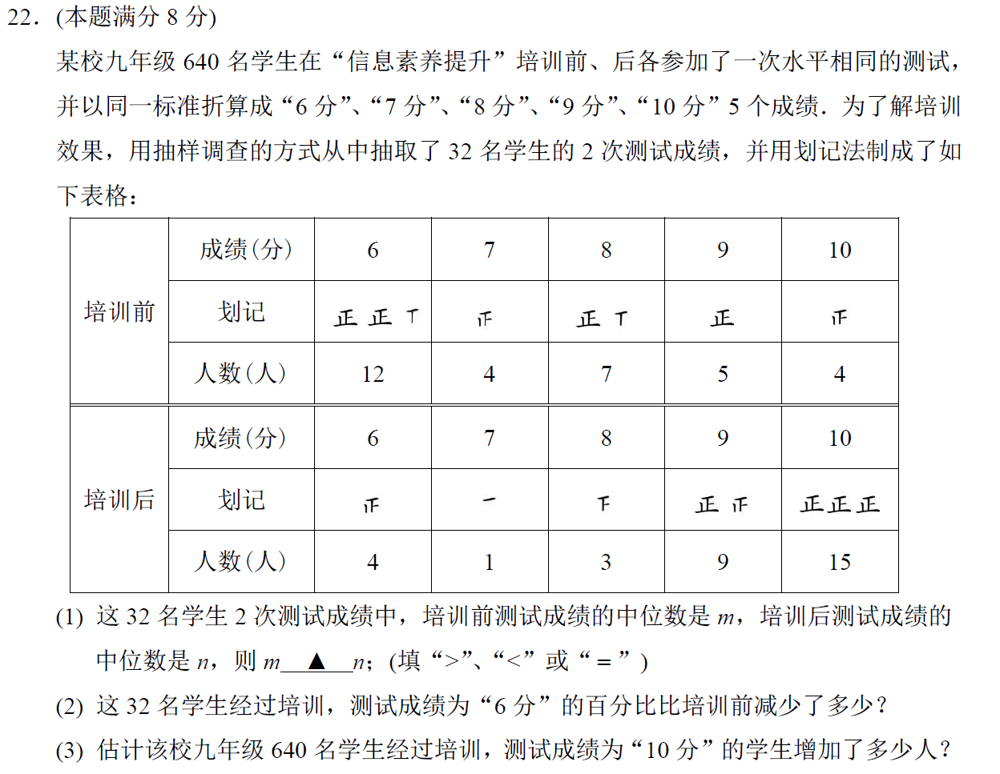 22．(本题满分 8 分)
某校九年级 640 名学生在“信息素养提升”培训前、后各参加了一次水平相同的测试，
并以同一标准折算成“6 分”、“7 分”、“8 分”、“9 分”、“10 分”5 个成绩．为了解培训
效果，用抽样调查的方式从中抽取了 32 名学生的 2 次测试成绩，并用划记法制成了如
下表格：
成绩(分) 6 7 8 9 10
培训前 划记 正 正 丅 正 正 丅 正 正
人数(人) 12 4 7 5 4
成绩(分) 6 7 8 9 10
培训后 划记 正 一 下 正 正 正正正
人数(人) 4 1 3 9 15
(1) 这 32 名学生 2 次测试成绩中，培训前测试成绩的中位数是 m，培训后测试成绩的
中位数是 n，则 m ▲ n；(填“>”、“<”或“＝”)
(2) 这 32 名学生经过培训，测试成绩为“6 分”的百分比比培训前减少了多少？
(3) 估计该校九年级 640 名学生经过培训，测试成绩为“10 分”的学生增加了多少人？